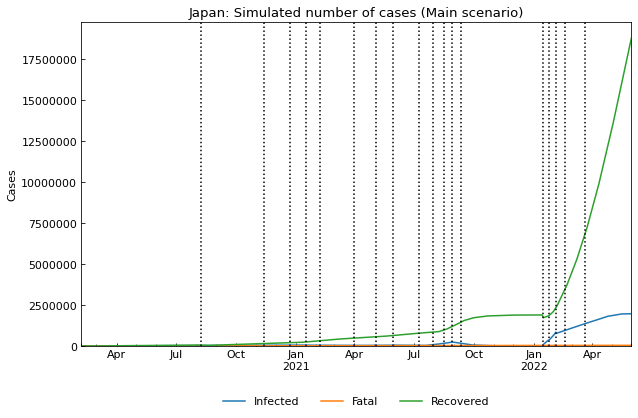 Japan: Simulated number of cases (Main scenario)
17500000
15000000
12500000
10000000
7500000
5000000
2500000
0
Cases
Apr Jul Oct Jan Apr Jul Oct Jan Apr
2021 2022
Infected Fatal Recovered